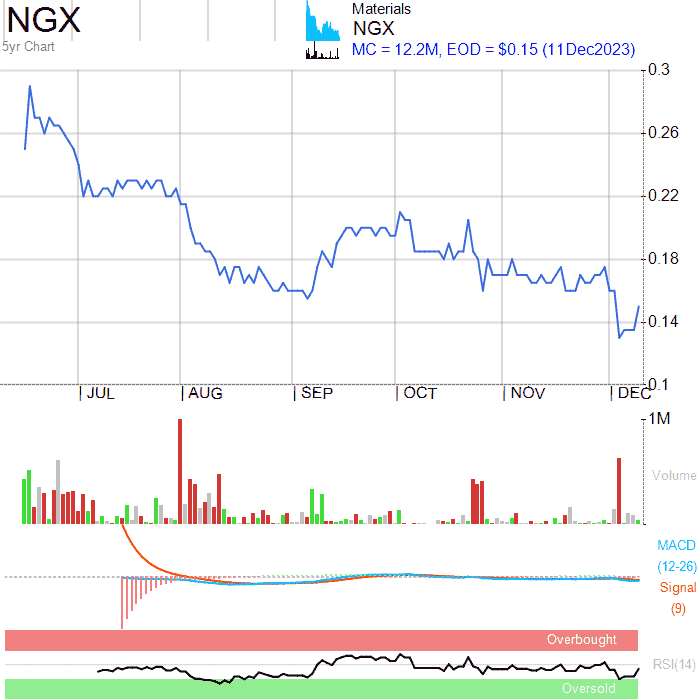 NGX
5yr Chart
Materials
NGX
MC = 12.2M, EOD = $0.15 (11Dec2023)
0.3
0.26
0.22
0.18
0.14
0.1
JUL AUG SEP OCT NOV DEC
1M
Volume
MACD
(12-26)
Signal
(9)
Overbought
RSI(14)
Oversold